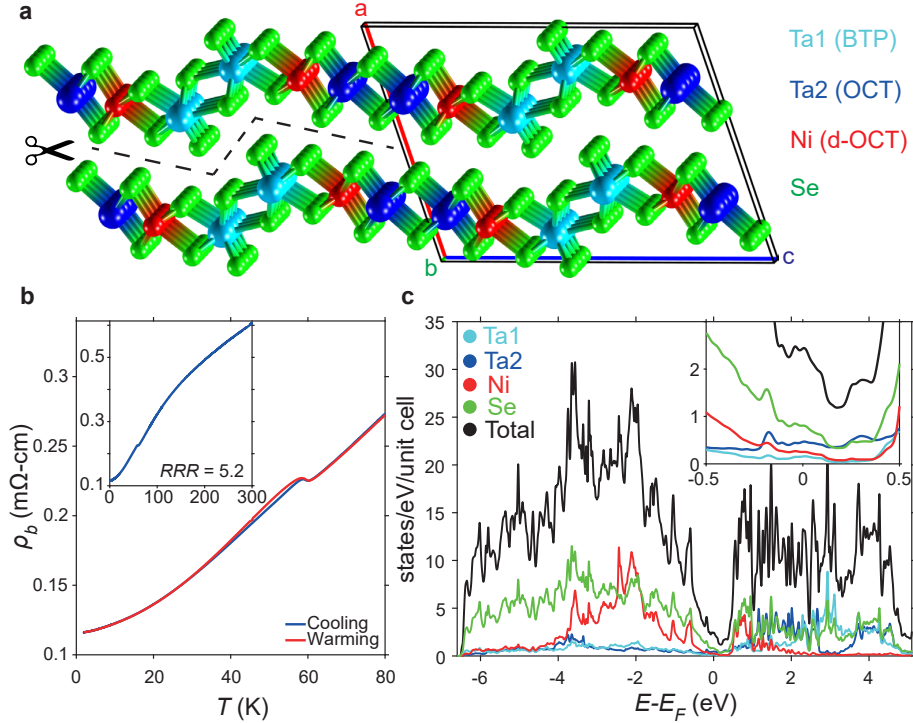 a
a
Ta1 (BTP)
Ta2 (OCT)
Ni (d-OCT)
Se
b
c
b
0.3
0.25
0.2
0.15
0.1
ρb (mΩ-cm)
0.5
0.3
0.1
0
100
200
300
RRR = 5.2
Cooling
Warming
0
20
40
60
80
T (K)
c
35
30
25
20
15
10
5
0
states/eV/unit cell
Ta1
Ta2
Ni
Se
Total
2
1
0
-0.5
0
0.5
-6
-4
-2
0
2
4
E-EF (eV)